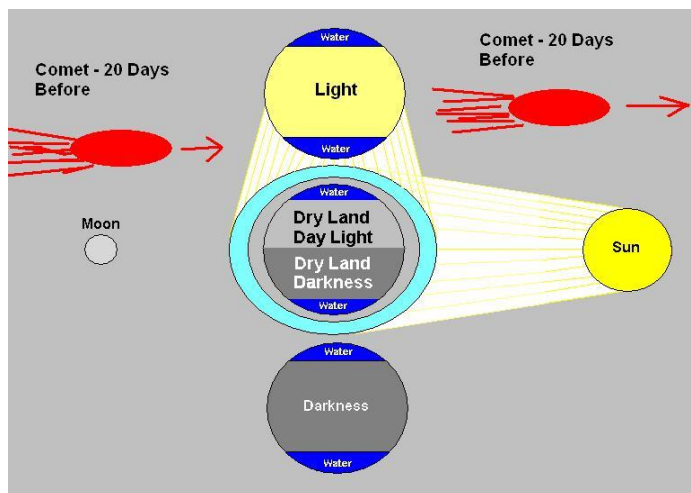 Water
Comet - 20 Days
Before
Light
Comet - 20 Days
Before
Water
Water
Moon
Dry Land
Day Light
Dry Land
Darkness
Sun
Water
Water
Darkness
Water